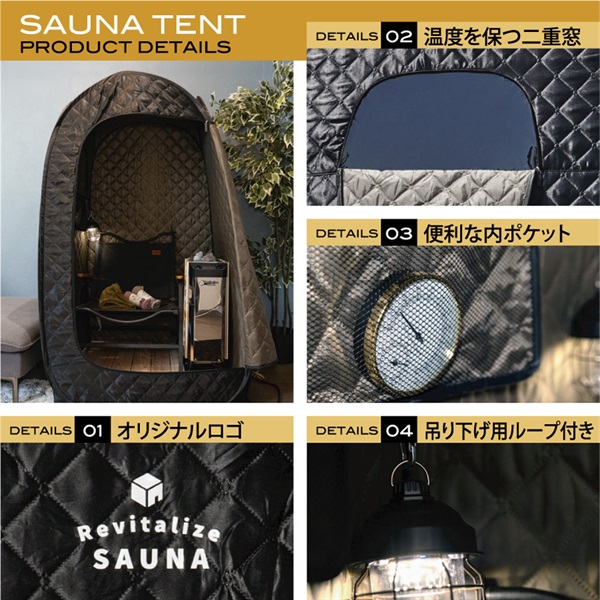 SAUNA TENT
PRODUCT DETAILS
DETAILS 01 オリジナルロゴ
Revitalize
SAUNA
DETAILS 02 温度を保つ二重窓
DETAILS 03 便利な内ポケット
DETAILS 04 吊り下げ用ループ付き